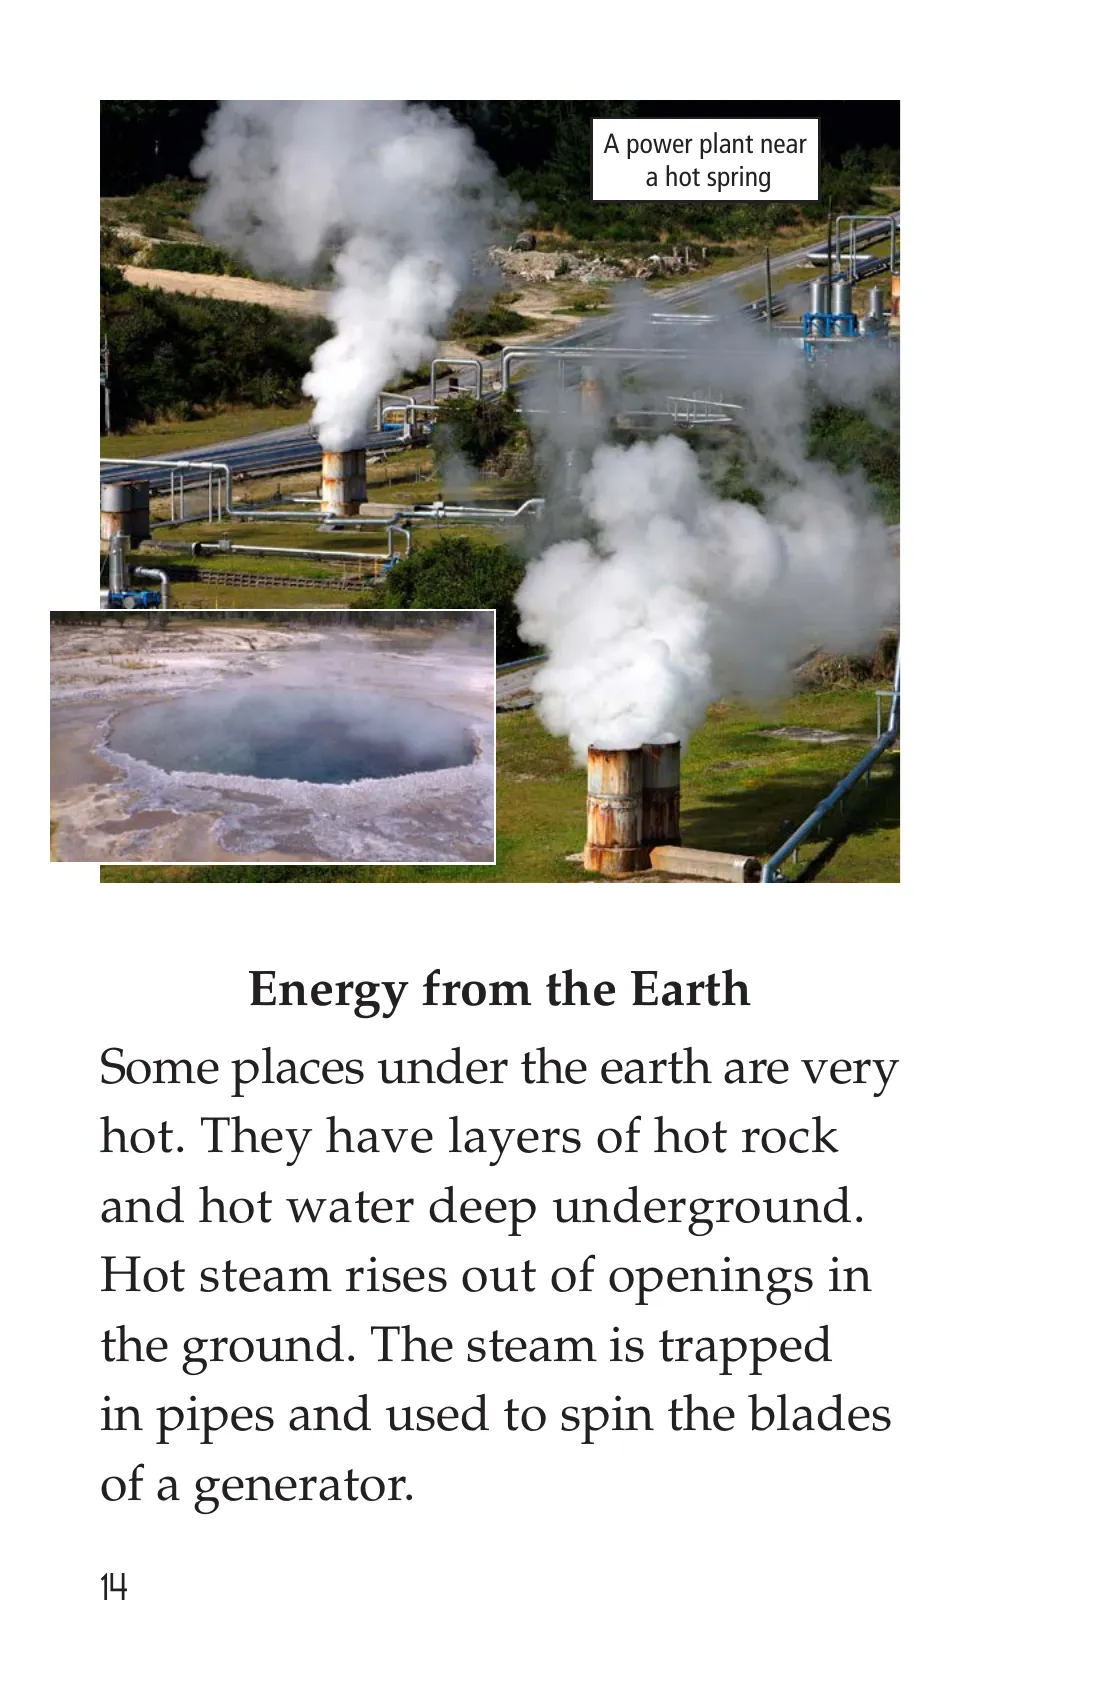 A power plant near
a hot spring
Energy from the Earth
Some places under the earth are very
hot. They have layers of hot rock
and hot water deep underground.
Hot steam rises out of openings in
the ground. The steam is trapped
in pipes and used to spin the blades
of a generator.
14